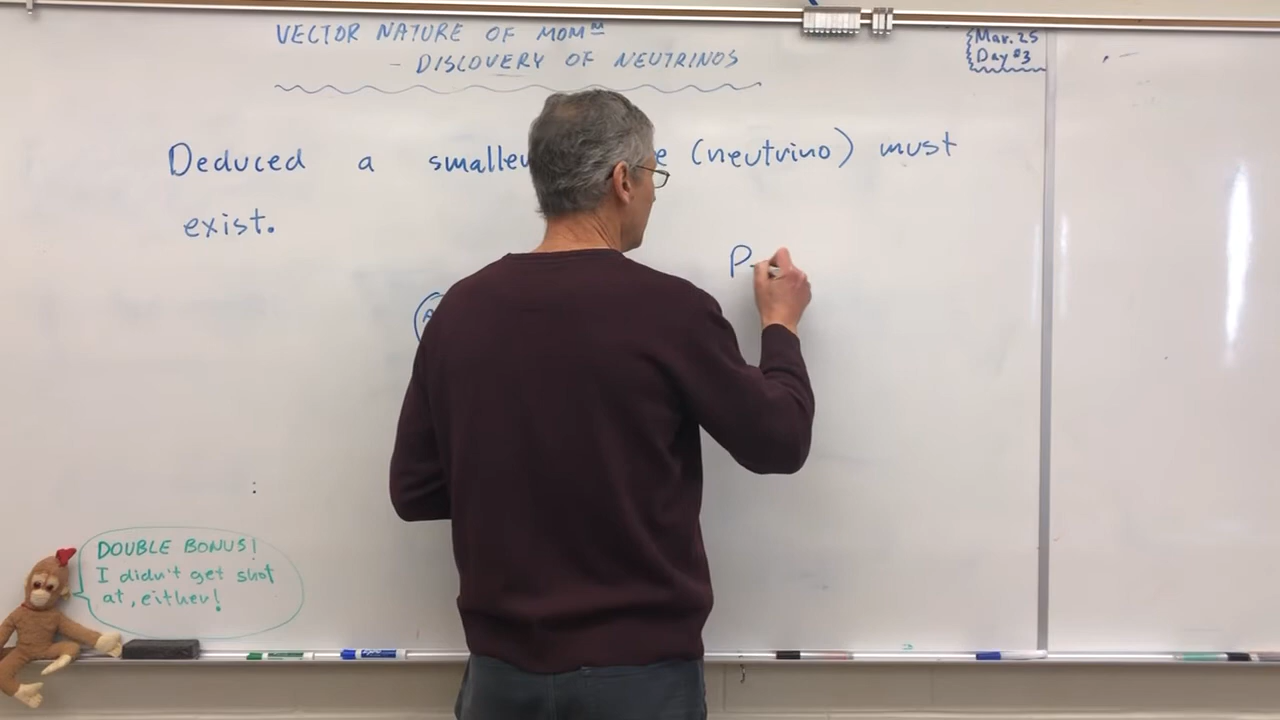 VECTOR NATURE OF MOMᵐ
- DISCOVERY OF NEUTRINOS
Mar. 25
Day #3
Deduced a smaller (neutrino) must
exist.
P
DOUBLE BONUS!
I didn't get shot
at, either!